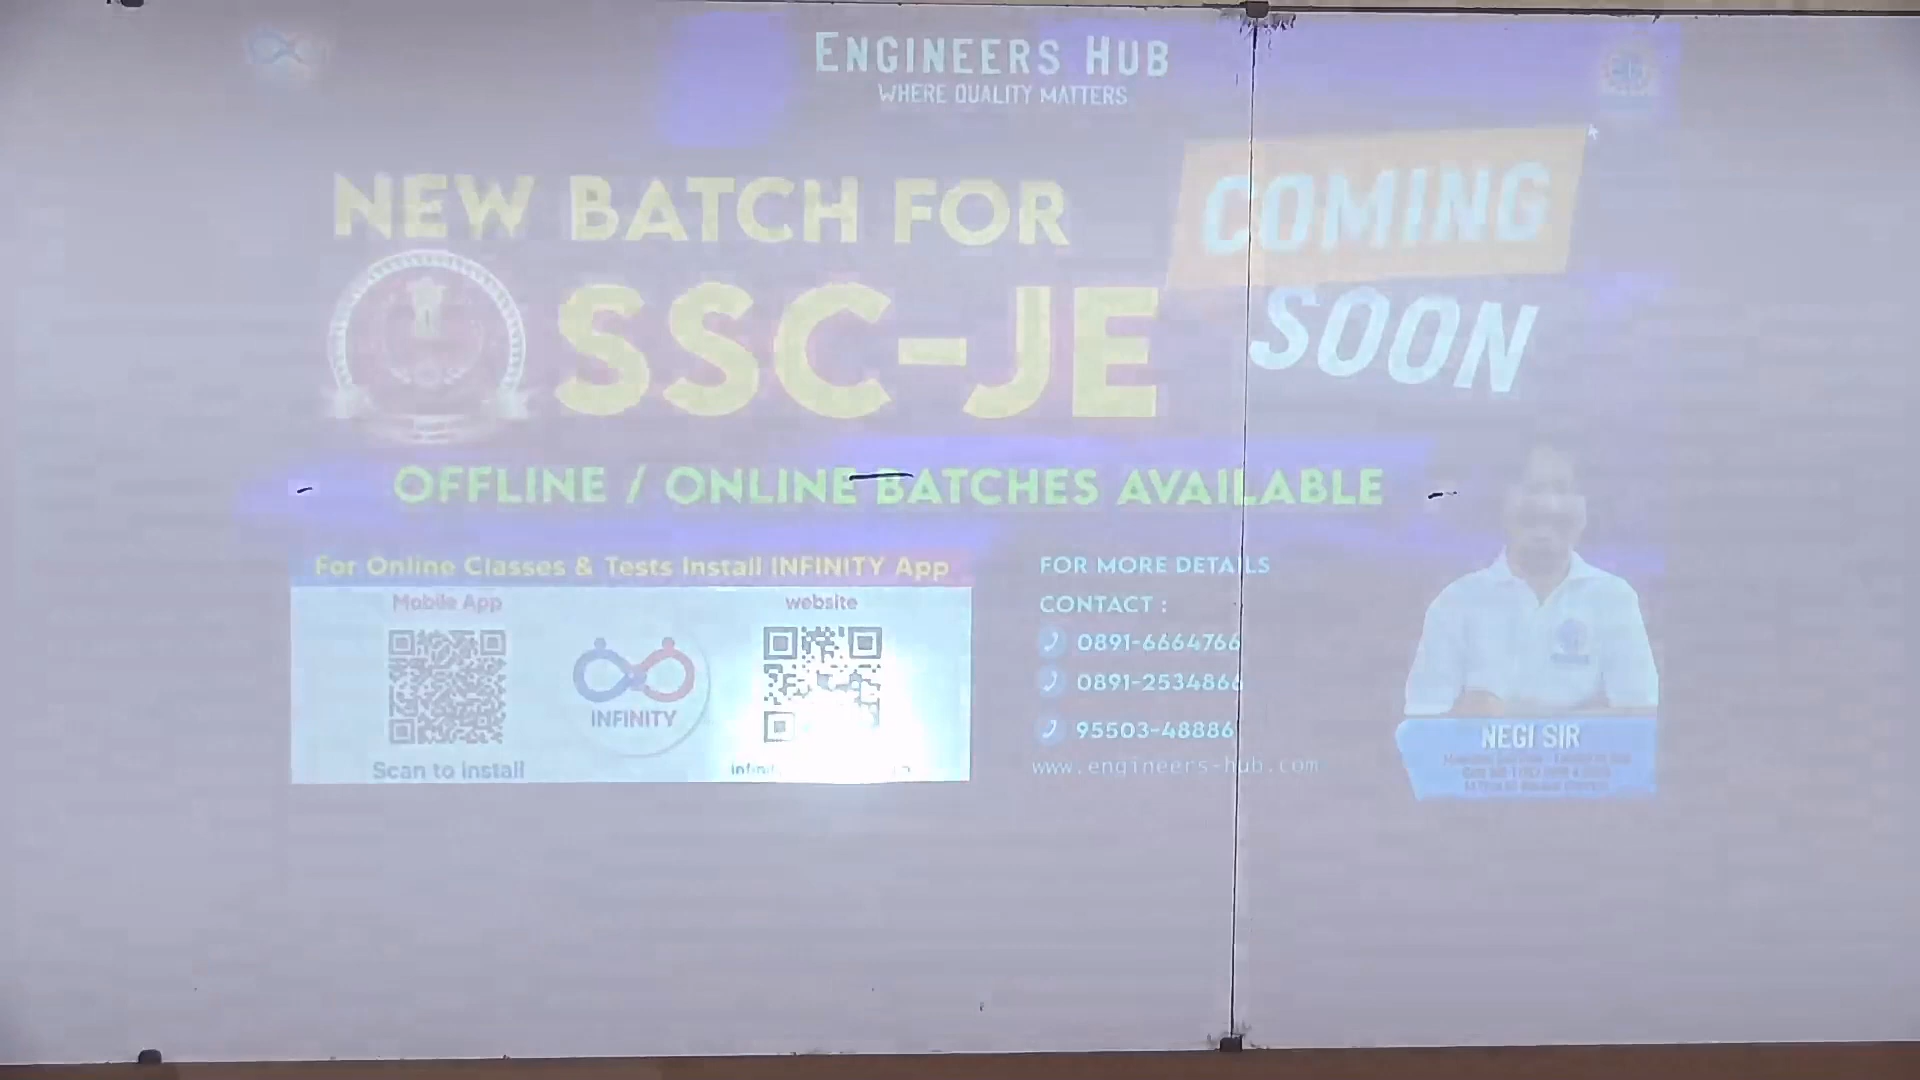 ENGINEERS HUB
WHERE QUALITY MATTERS
NEW BATCH FOR
SSC-JE
COMING
SOON
OFFLINE / ONLINE BATCHES AVAILABLE
For Online Classes & Tests Install INFINITY App
Mobile App
website
INFINITY
Scan to install
FOR MORE DETAILS
CONTACT :
0891-6664766
0891-2534866
95503-48886
www.engineers-hub.com
NEGI SIR